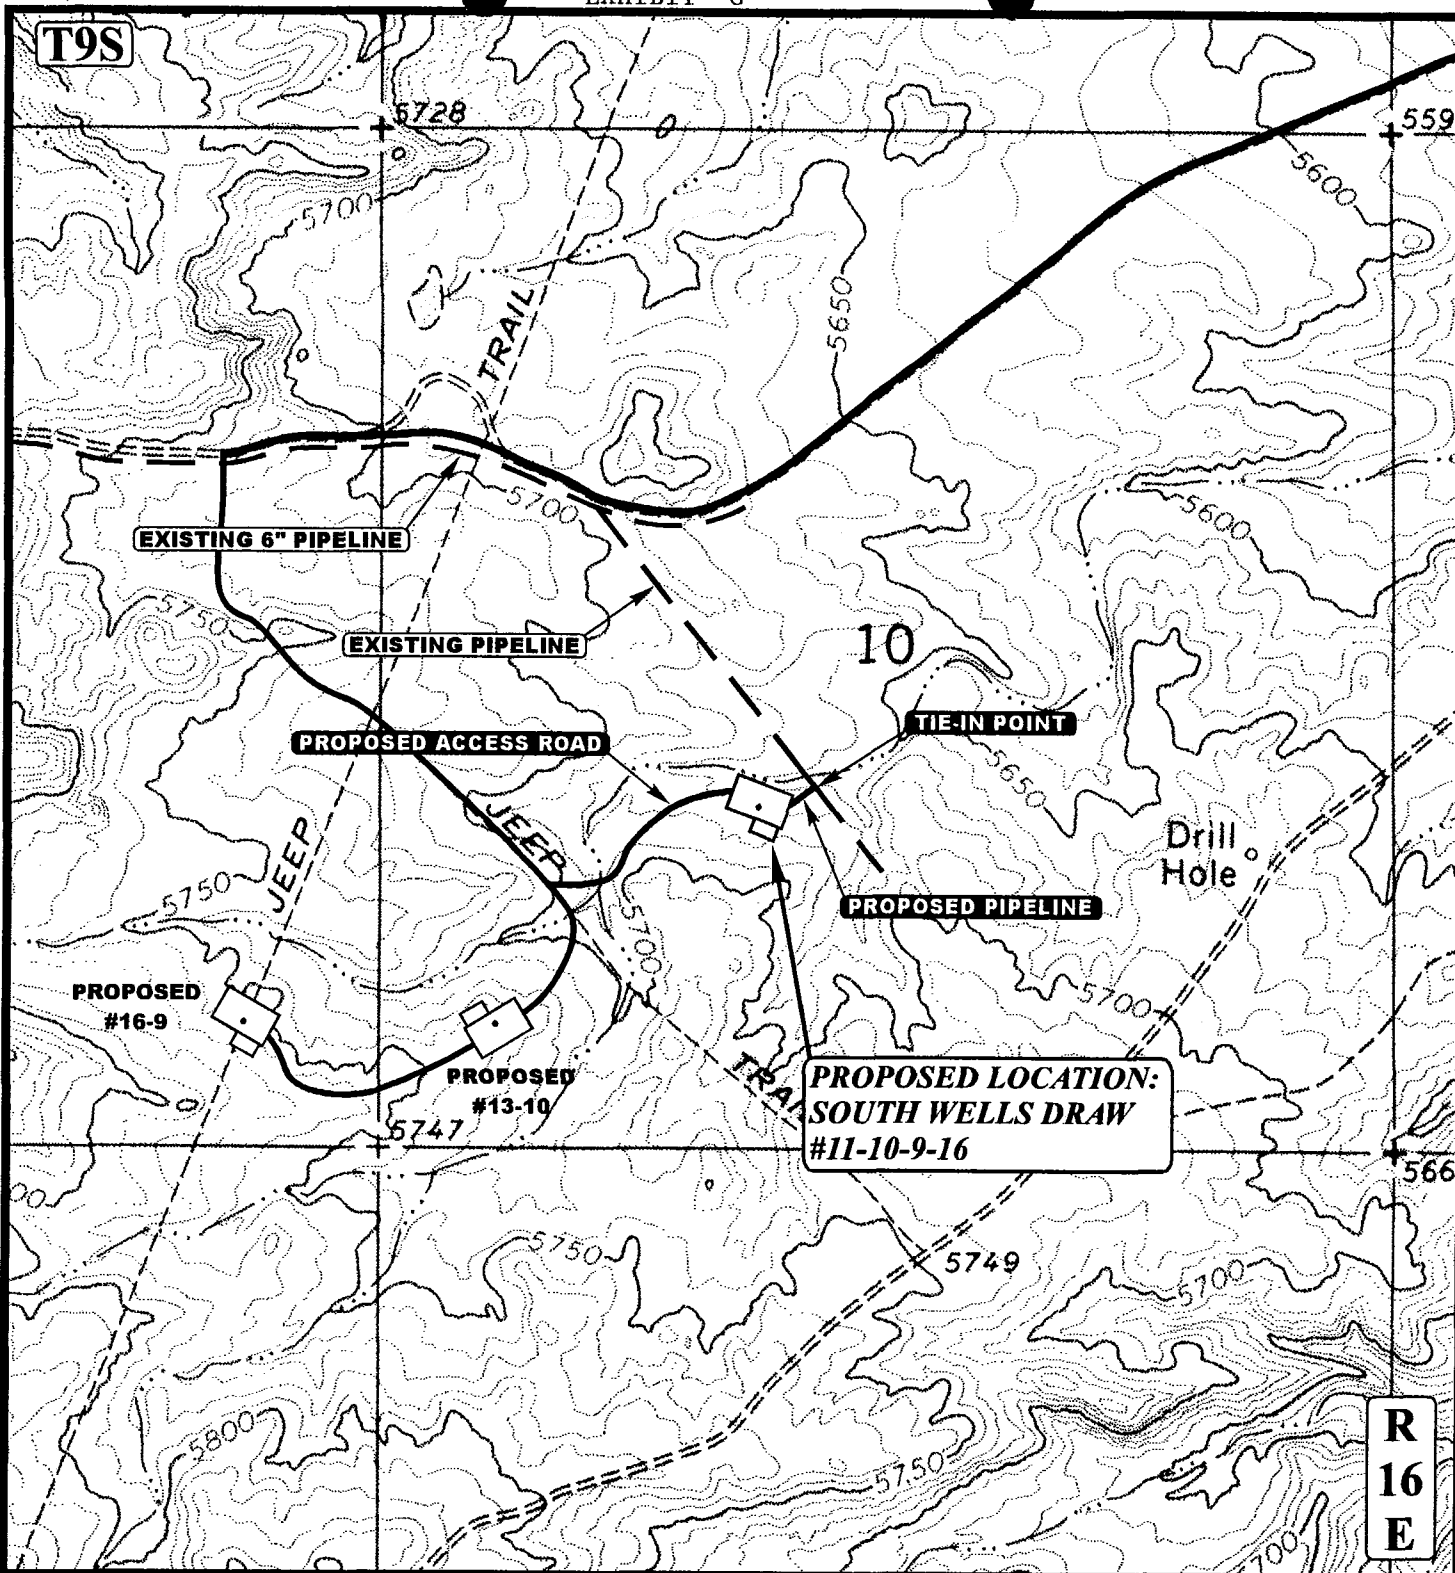 T9S
5728
559
5700
5600
TRAIL
5650
5700
5600
EXISTING 6" PIPELINE
5750
EXISTING PIPELINE
10
TIE-IN POINT
PROPOSED ACCESS ROAD
5650
JEEP
Drill
Hole
5750
JEEP
PROPOSED PIPELINE
5700
PROPOSED
#16-9
5700
PROPOSED
#13-10
PROPOSED LOCATION:
SOUTH WELLS DRAW
#11-10-9-16
5747
566
00
5750
5749
5700
5800
5750
R
16
E
700